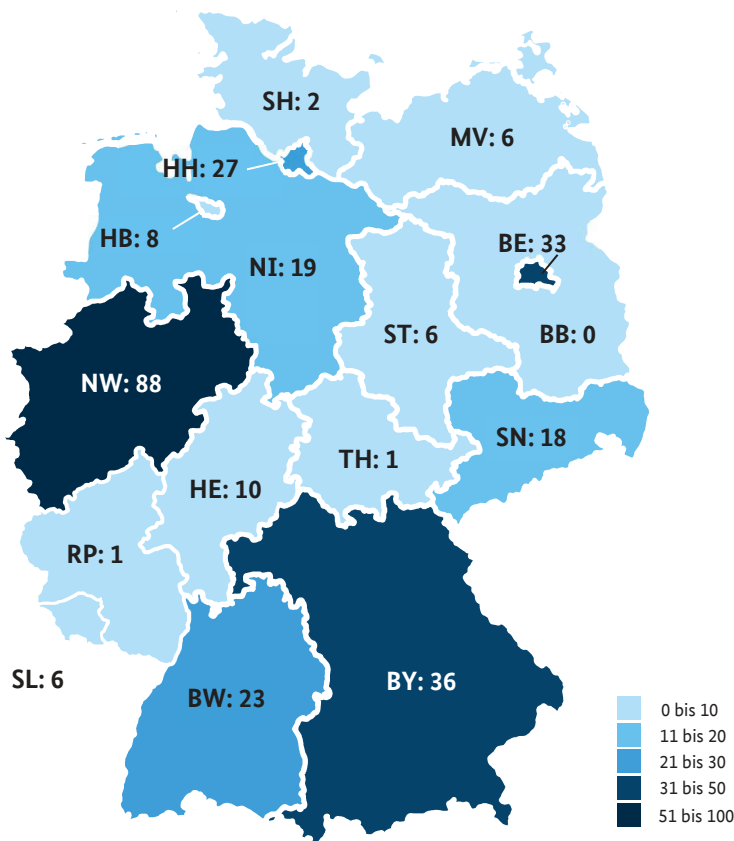 SH: 2
MV: 6
HH: 27
HB: 8
BE: 33
NI: 19
ST: 6
BB: 0
NW: 88
SN: 18
TH: 1
HE: 10
RP: 1
SL: 6
BW: 23
BY: 36
0 bis 10
11 bis 20
21 bis 30
31 bis 50
51 bis 100